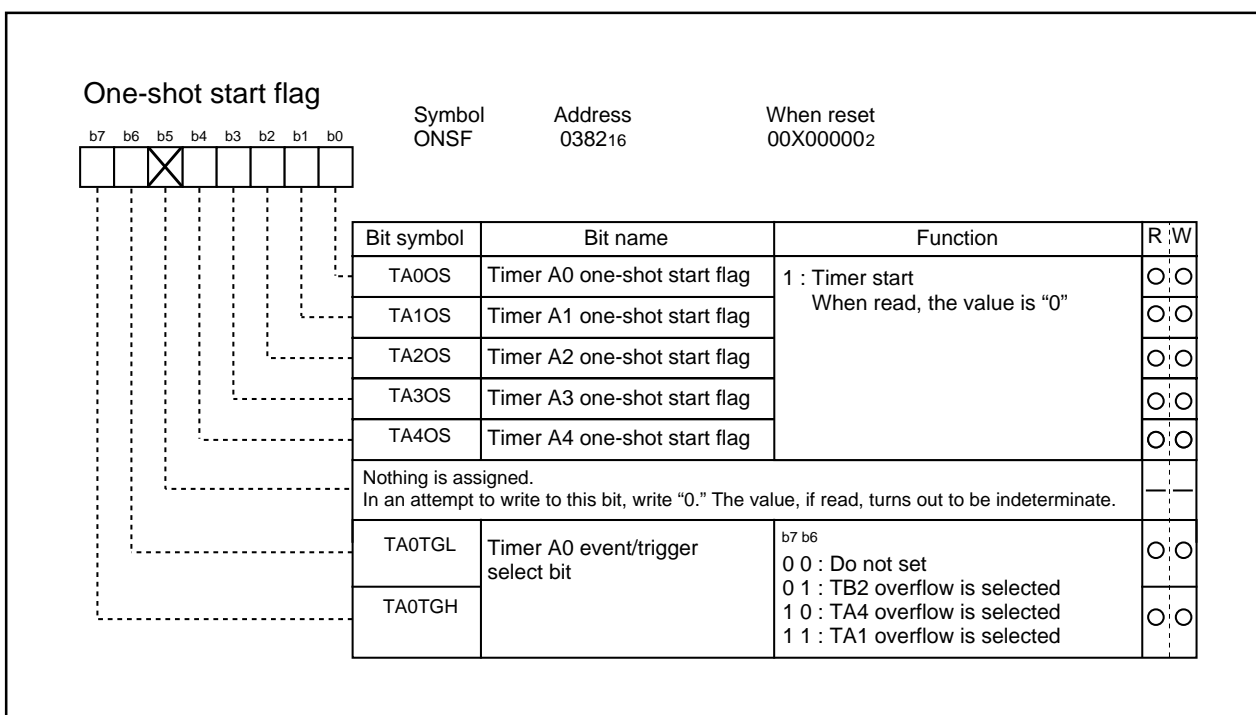 One-shot start flag
Symbol Address When reset
ONSF 038216 00X000002
b7 b6 b5 b4 b3 b2 b1 b0
Bit symbol Bit name Function R W
TA0OS Timer A0 one-shot start flag 1 : Timer start
When read, the value is “0”
TA1OS Timer A1 one-shot start flag
TA2OS Timer A2 one-shot start flag
TA3OS Timer A3 one-shot start flag
TA4OS Timer A4 one-shot start flag
Nothing is assigned.
In an attempt to write to this bit, write “0.” The value, if read, turns out to be indeterminate.
TA0TGL Timer A0 event/trigger
select bit
TA0TGH
b7 b6
0 0 : Do not set
0 1 : TB2 overflow is selected
1 0 : TA4 overflow is selected
1 1 : TA1 overflow is selected